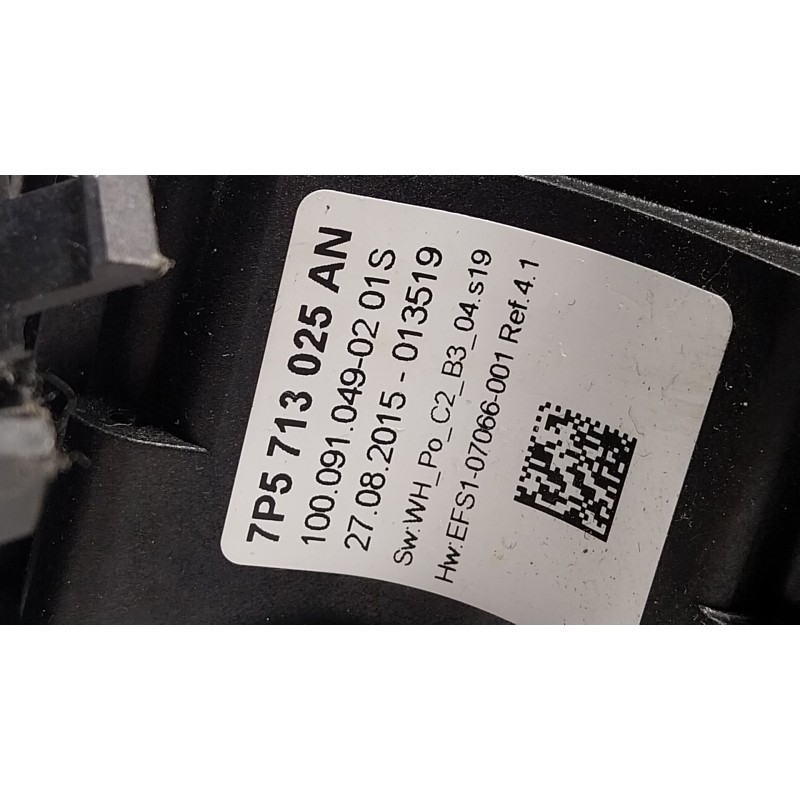 7P5 713 025 AN
100.091.049-02 01S
27.08.2015 - 013519
Sw:WH_Po_C2_B3_04.s19
Hw:EFS1-07066-001 Ref.4.1